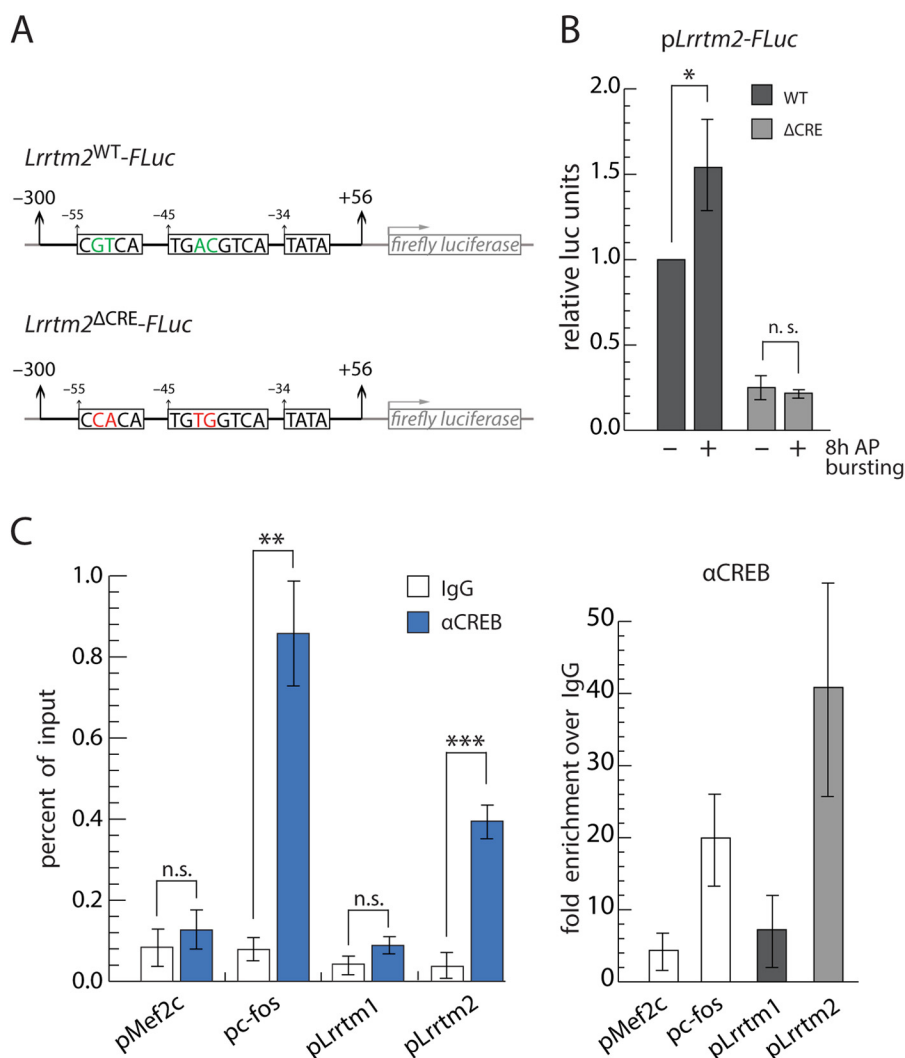 A
Lrrtm2WT-FLuc
−300
−55
−45
−34
+56
CGTCA
TGACGTCA
TATA
firefly luciferase
Lrrtm2ΔCRE-FLuc
−300
−55
−45
−34
+56
CCACA
TGTGGTCA
TATA
firefly luciferase
B
pLrrtm2-FLuc
relative luc units
2.0
1.5
1.0
0.5
0.0
*
n. s.
WT
ΔCRE
− + − +
8h AP
bursting
C
percent of input
1.0
0.8
0.6
0.4
0.2
0.0
n.s.
**
n.s.
***
IgG
αCREB
pMef2c
pc-fos
pLrrtm1
pLrrtm2
αCREB
fold enrichment over IgG
50
40
30
20
10
0
pMef2c
pc-fos
pLrrtm1
pLrrtm2